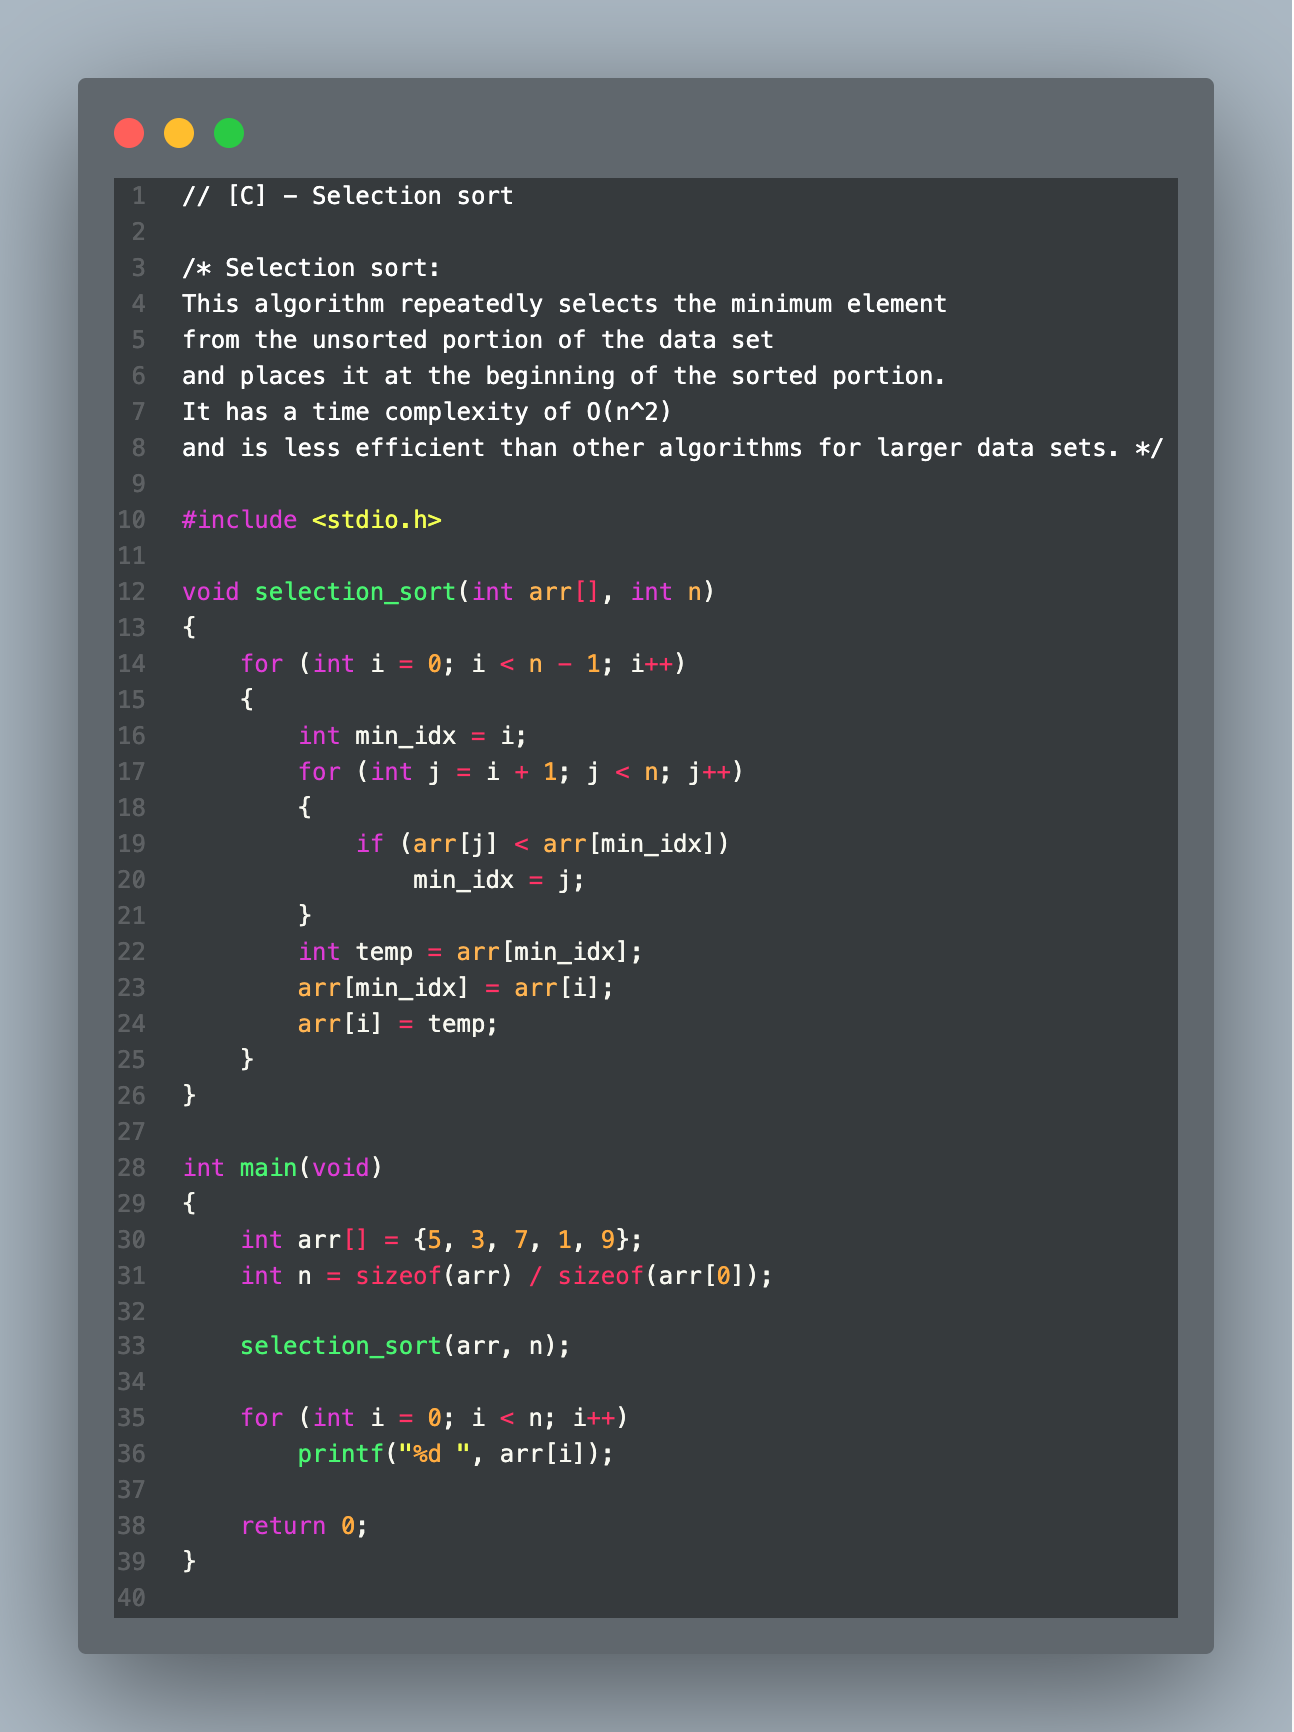 1 // [C] - Selection sort
2
3 /* Selection sort:
4 This algorithm repeatedly selects the minimum element
5 from the unsorted portion of the data set
6 and places it at the beginning of the sorted portion.
7 It has a time complexity of O(n^2)
8 and is less efficient than other algorithms for larger data sets. */
9
10 #include <stdio.h>
11
12 void selection_sort(int arr[], int n)
13 {
14     for (int i = 0; i < n - 1; i++)
15     {
16         int min_idx = i;
17         for (int j = i + 1; j < n; j++)
18         {
19             if (arr[j] < arr[min_idx])
20                 min_idx = j;
21         }
22         int temp = arr[min_idx];
23         arr[min_idx] = arr[i];
24         arr[i] = temp;
25     }
26 }
27
28 int main(void)
29 {
30     int arr[] = {5, 3, 7, 1, 9};
31     int n = sizeof(arr) / sizeof(arr[0]);
32
33     selection_sort(arr, n);
34
35     for (int i = 0; i < n; i++)
36         printf("%d ", arr[i]);
37
38     return 0;
39 }
40